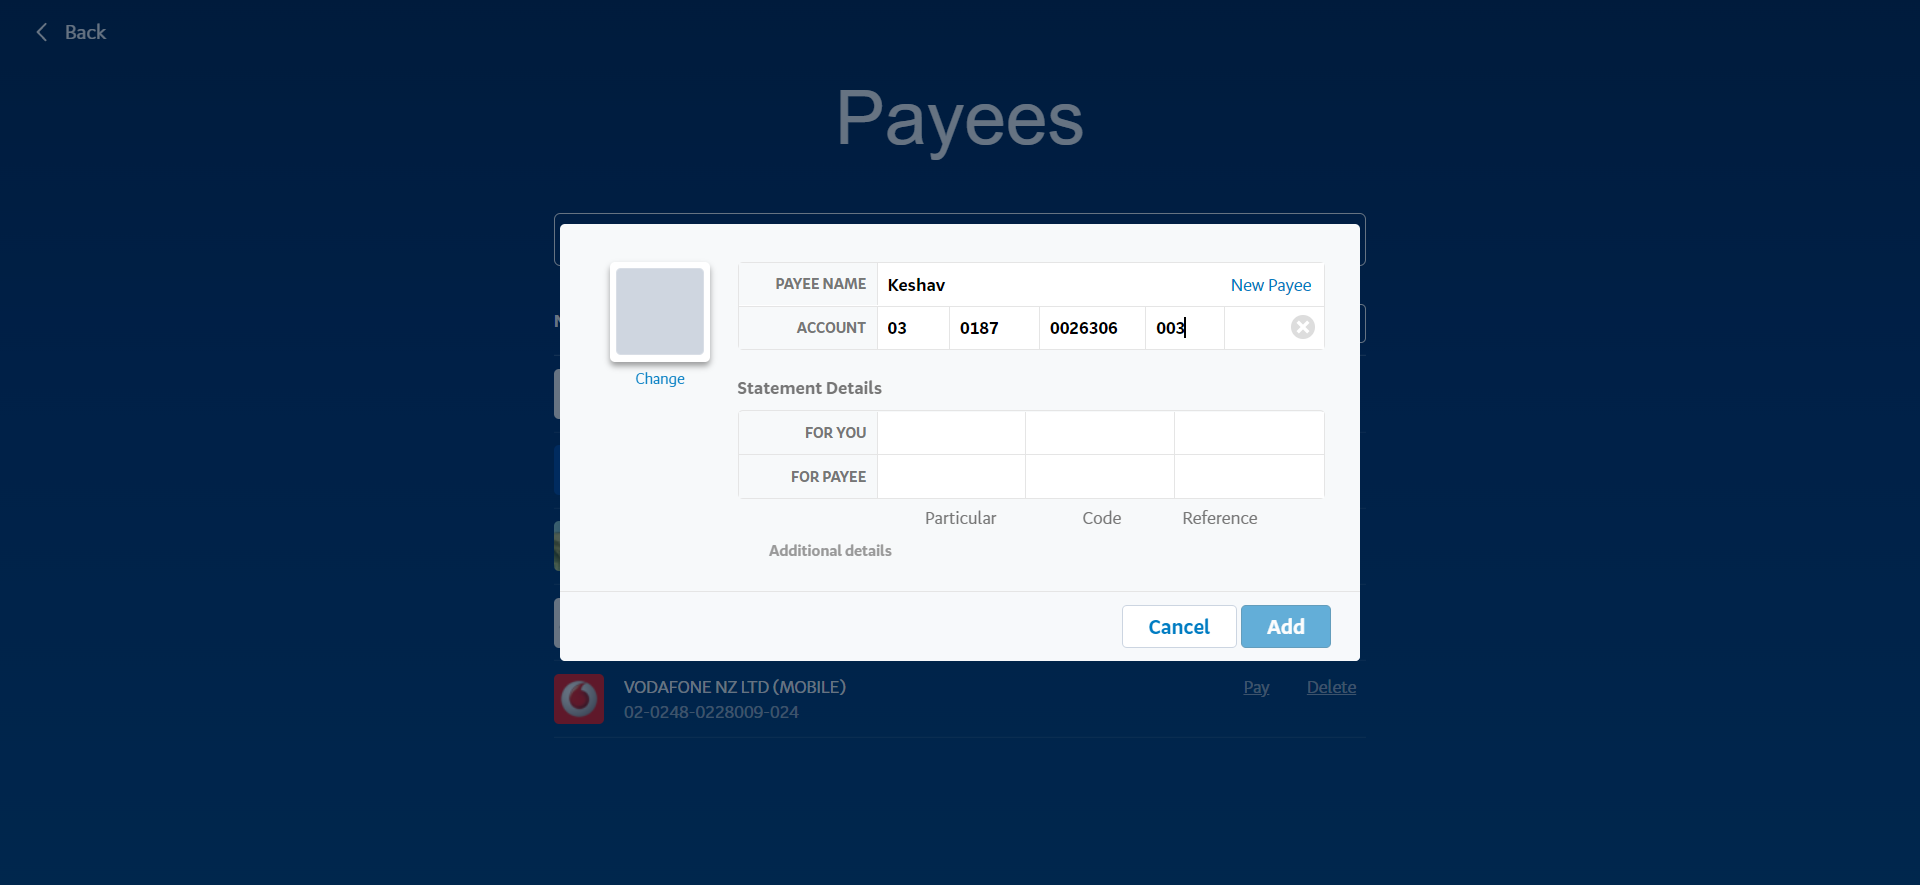 Back
Payees
PAYEE NAME Keshav New Payee
ACCOUNT 03 0187 0026306 003
Change
Statement Details
FOR YOU
FOR PAYEE
Particular Code Reference
Additional details
Cancel Add
VODAFONE NZ LTD (MOBILE) Pay Delete
02-0248-0228009-024